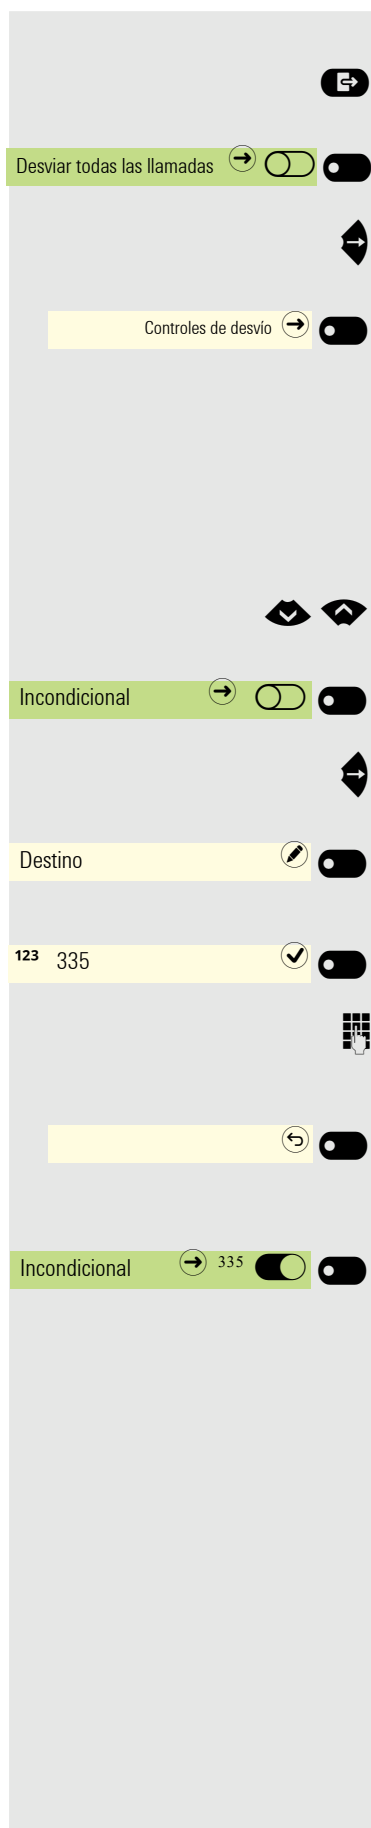 Desviar todas las llamadas
Controles de desvío
Incondicional
Destino
123 335
Incondicional 335